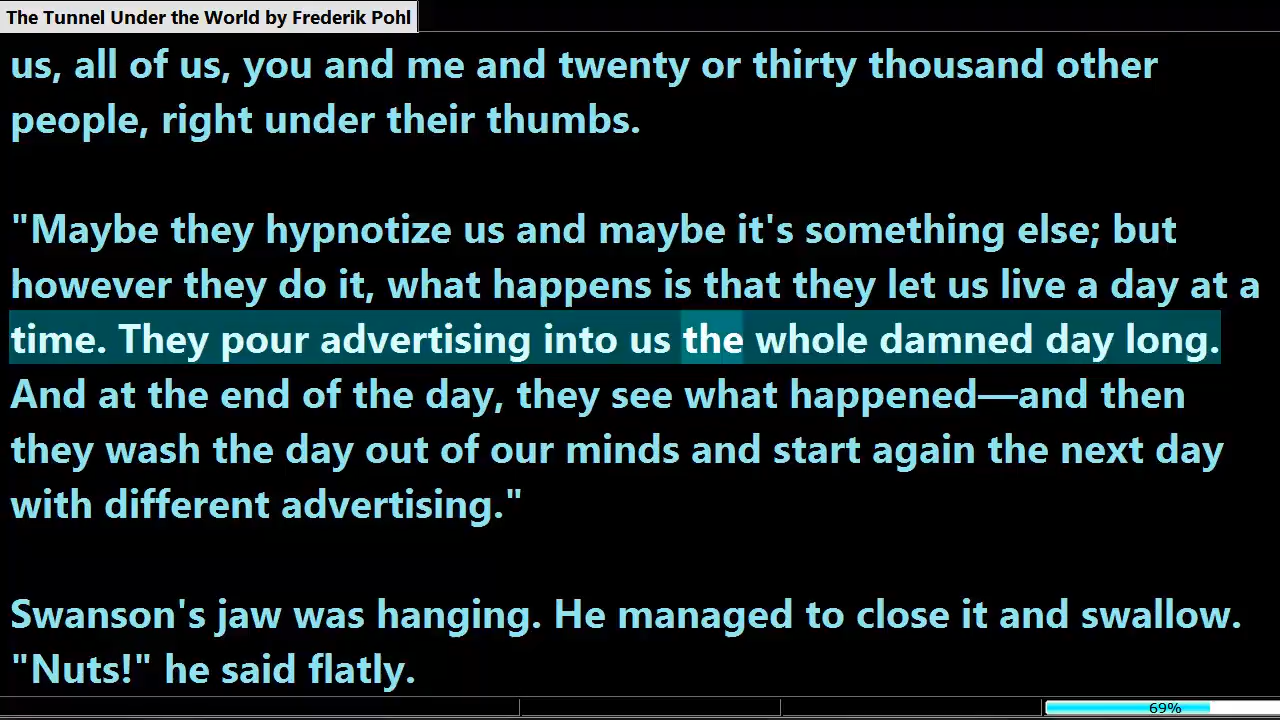 The Tunnel Under the World by Frederik Pohl
us, all of us, you and me and twenty or thirty thousand other
people, right under their thumbs.
"Maybe they hypnotize us and maybe it's something else; but
however they do it, what happens is that they let us live a day at a
time. They pour advertising into us the whole damned day long.
And at the end of the day, they see what happened—and then
they wash the day out of our minds and start again the next day
with different advertising."
Swanson's jaw was hanging. He managed to close it and swallow.
"Nuts!" he said flatly.
69%